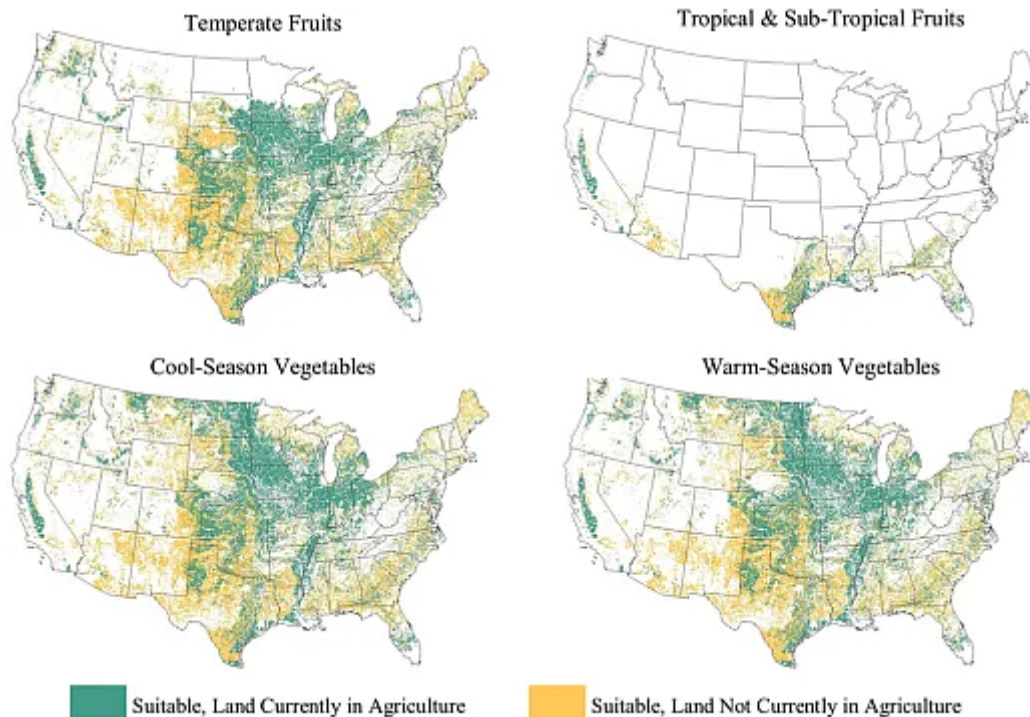 Temperate Fruits
Tropical & Sub-Tropical Fruits
Cool-Season Vegetables
Warm-Season Vegetables
Suitable, Land Currently in Agriculture
Suitable, Land Not Currently in Agriculture